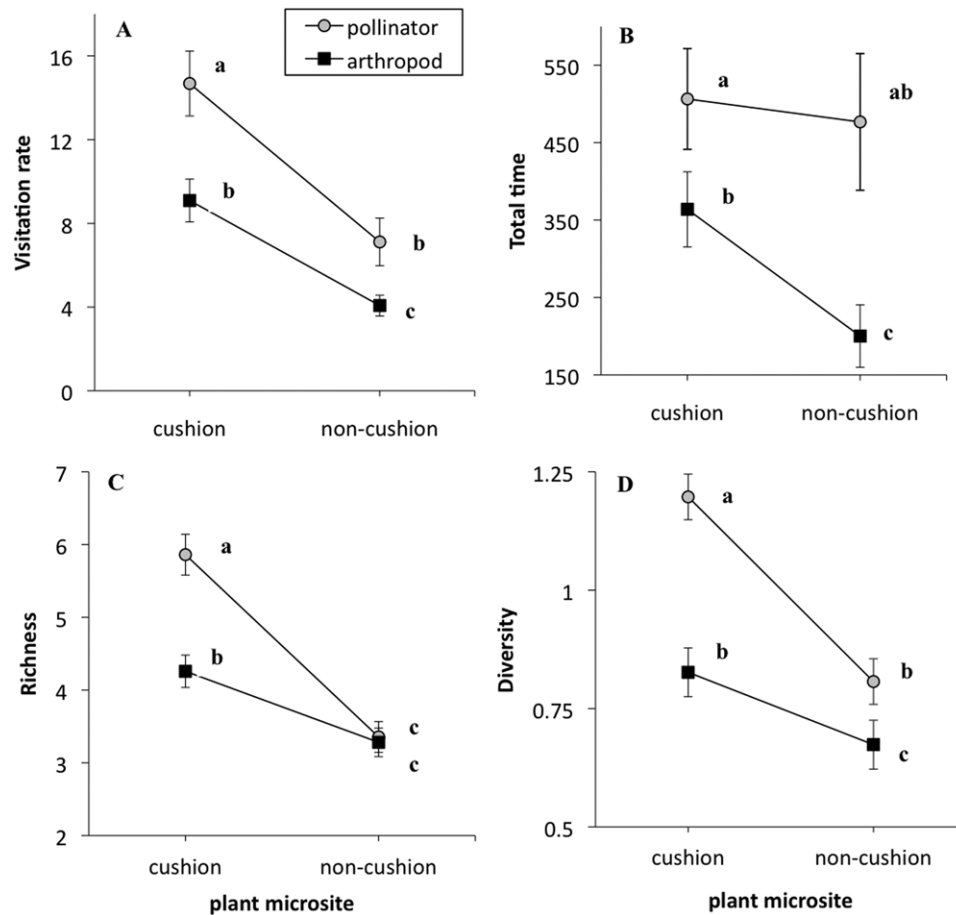 A
pollinator
arthropod
16
12
8
4
0
Visitation rate
a
b
b
c
cushion
non-cushion
B
550
450
350
250
150
Total time
a
ab
b
c
cushion
non-cushion
C
7
6
5
4
3
2
Richness
a
b
c
c
cushion
non-cushion
plant microsite
D
1.25
1
0.75
0.5
Diversity
a
b
b
c
cushion
non-cushion
plant microsite